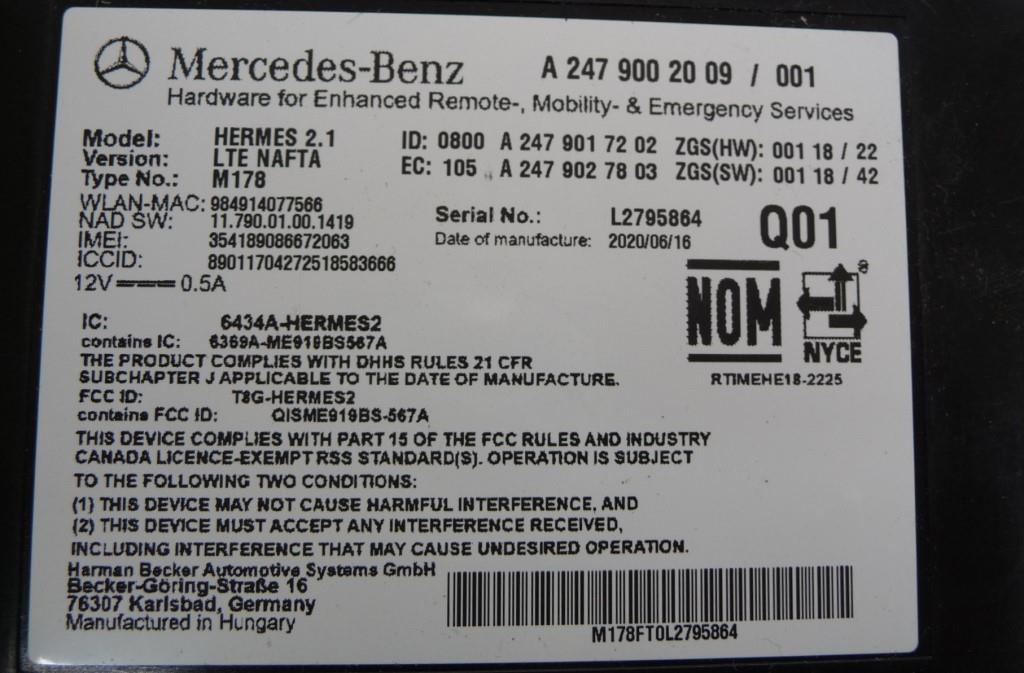 Mercedes-Benz A 247 900 20 09 / 001
Hardware for Enhanced Remote-, Mobility- & Emergency Services
Model: HERMES 2.1 ID: 0800 A 247 901 72 02 ZGS(HW): 001 18 / 22
Version: LTE NAFTA EC: 105 A 247 902 78 03 ZGS(SW): 001 18 / 42
Type No.: M178
WLAN-MAC: 984914077566
NAD SW: 11.790.01.00.1419 Serial No.: L2795864 Q01
IMEI: 354189086672063 Date of manufacture: 2020/06/16
ICCID: 89011704272518583666
12V 0.5A
NOM NYCE
IC: 6434A-HERMES2
contains IC: 6369A-ME919BS567A
RTIMEHE18-2225
THE PRODUCT COMPLIES WITH DHHS RULES 21 CFR
SUBCHAPTER J APPLICABLE TO THE DATE OF MANUFACTURE.
FCC ID: T8G-HERMES2
contains FCC ID: QISME919BS-567A
THIS DEVICE COMPLIES WITH PART 15 OF THE FCC RULES AND INDUSTRY
CANADA LICENCE-EXEMPT RSS STANDARD(S). OPERATION IS SUBJECT
TO THE FOLLOWING TWO CONDITIONS:
(1) THIS DEVICE MAY NOT CAUSE HARMFUL INTERFERENCE, AND
(2) THIS DEVICE MUST ACCEPT ANY INTERFERENCE RECEIVED,
INCLUDING INTERFERENCE THAT MAY CAUSE UNDESIRED OPERATION.
Harman Becker Automotive Systems GmbH
Becker-Göring-Straße 16
76307 Karlsbad, Germany
Manufactured in Hungary
M178FT0L2795864